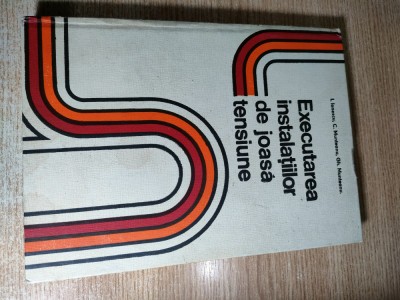 Executarea
instalațiilor
de joasă
tensiune